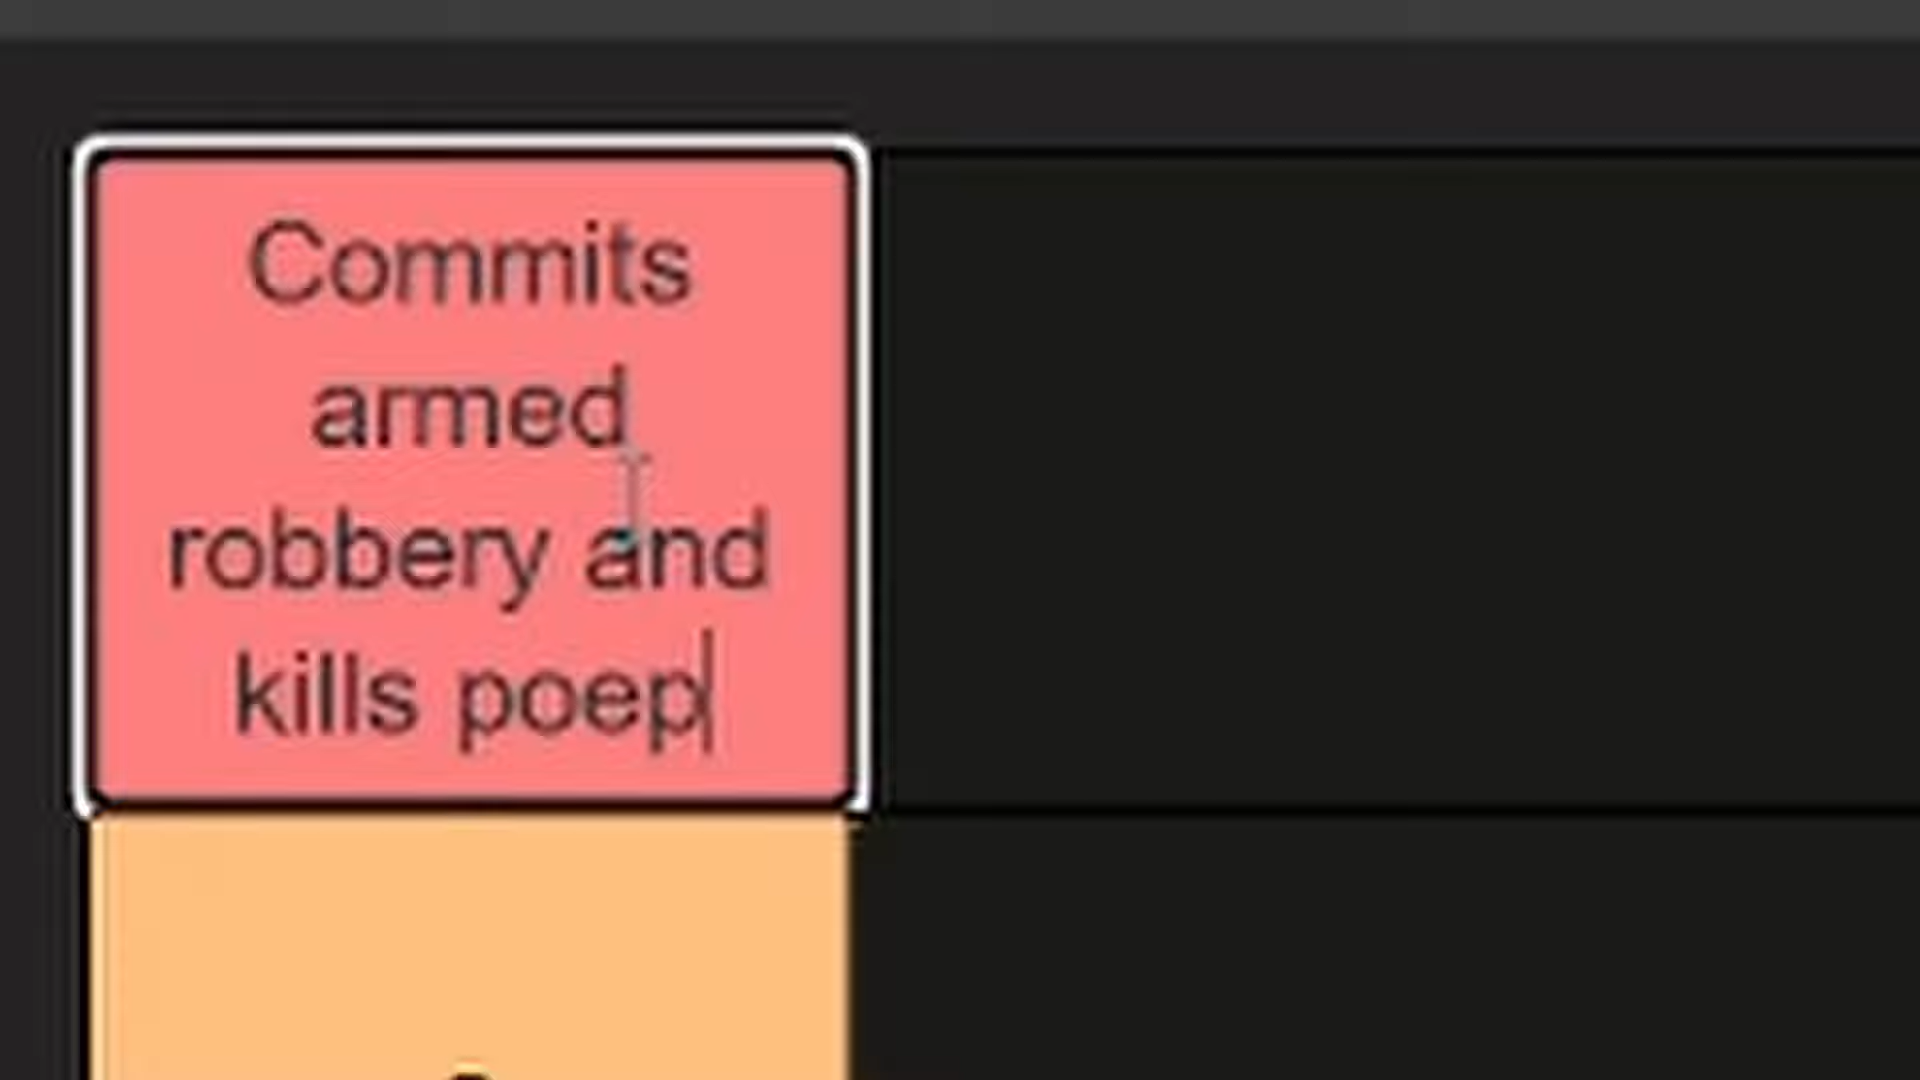 Commits
armed
robbery and
kills poep